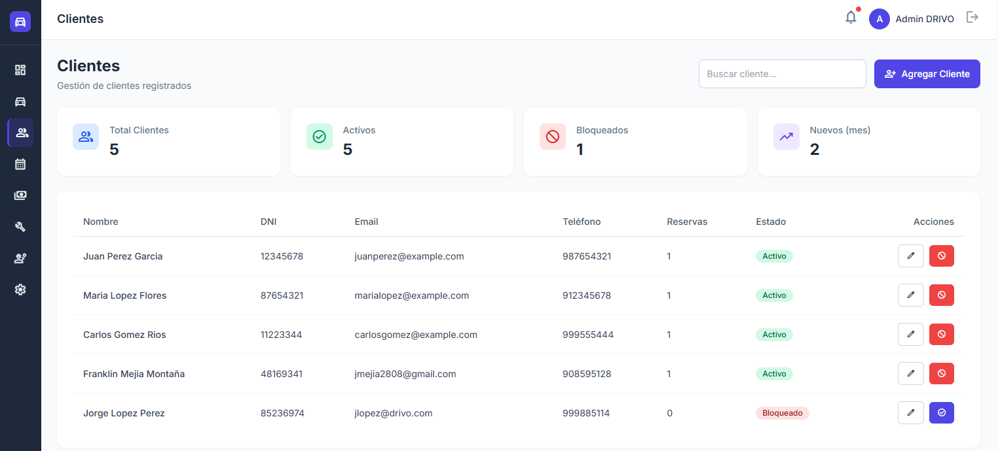 Clientes
A
Admin DRIVO
Clientes
Gestión de clientes registrados
Buscar cliente...
Agregar Cliente
Total Clientes
5
Activos
5
Bloqueados
1
Nuevos (mes)
2
Nombre DNI Email Teléfono Reservas Estado Acciones
Juan Perez Garcia 12345678 juanperez@example.com 987654321 1 Activo
Maria Lopez Flores 87654321 marialopez@example.com 912345678 1 Activo
Carlos Gomez Rios 11223344 carlosgomez@example.com 999555444 1 Activo
Franklin Mejia Montaña 48169341 jmejia2808@gmail.com 908595128 1 Activo
Jorge Lopez Perez 85236974 jlopez@drivo.com 999885114 0 Bloqueado